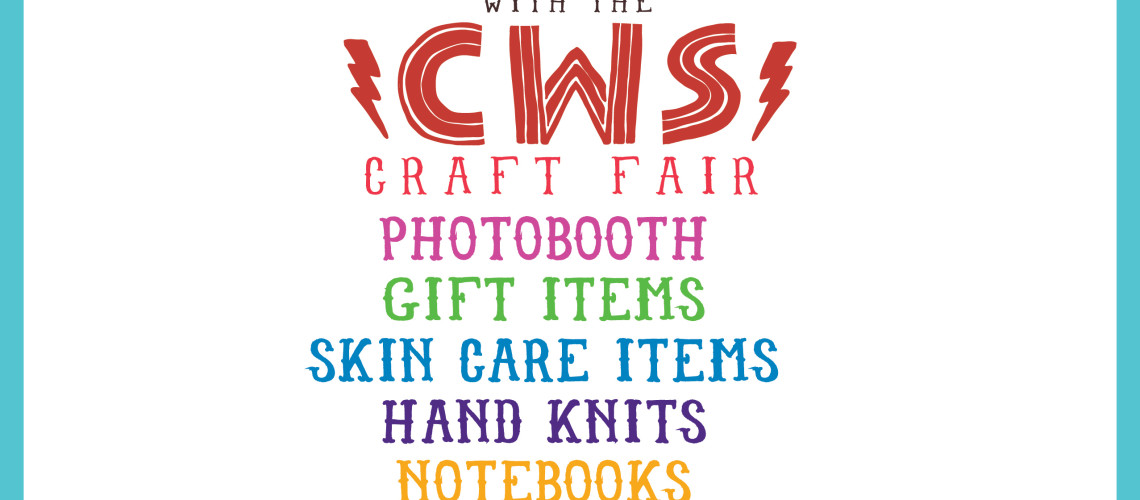 WITH THE
CWS
CRAFT FAIR
PHOTOBOOTH
GIFT ITEMS
SKIN CARE ITEMS
HAND KNITS
NOTEBOOKS